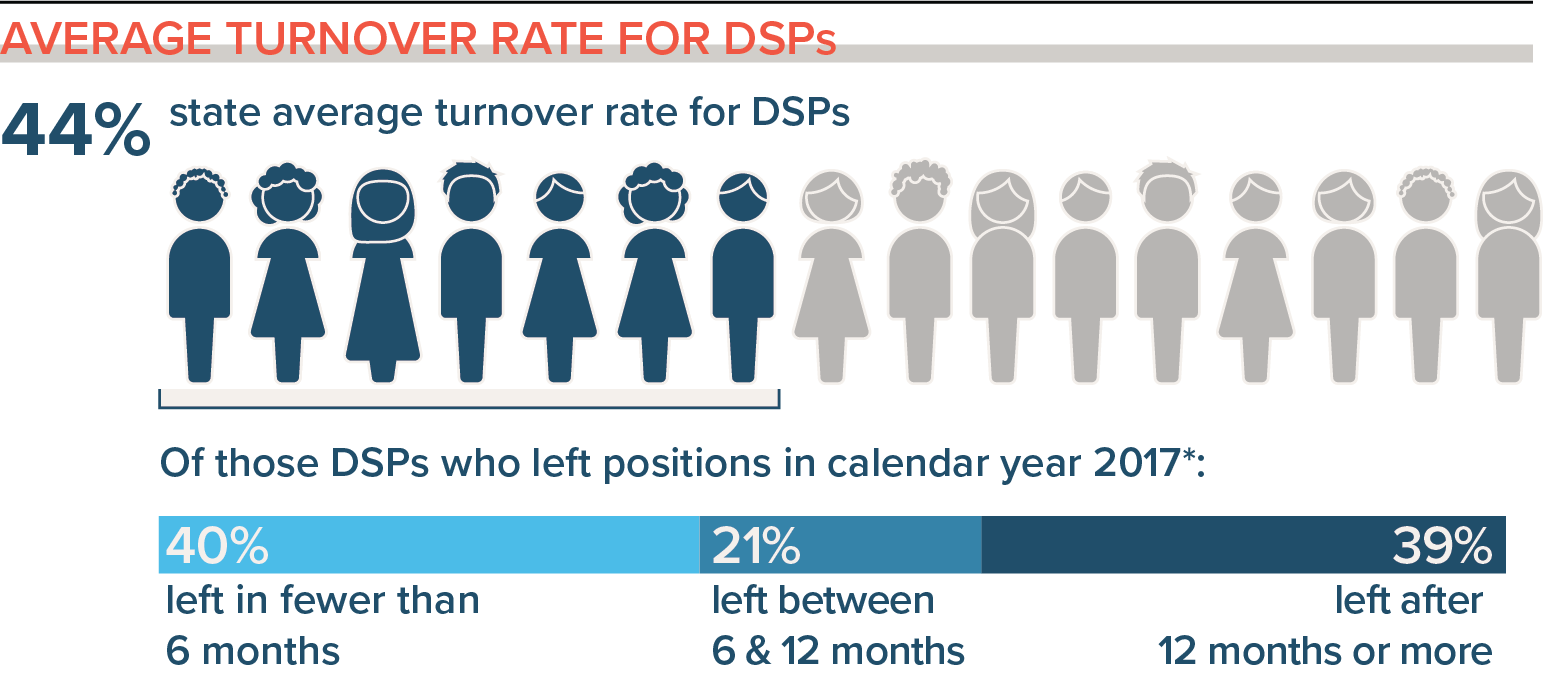 AVERAGE TURNOVER RATE FOR DSPs
44% state average turnover rate for DSPs
Of those DSPs who left positions in calendar year 2017*:
40% 21% 39%
left in fewer than left between left after
6 months 6 & 12 months 12 months or more